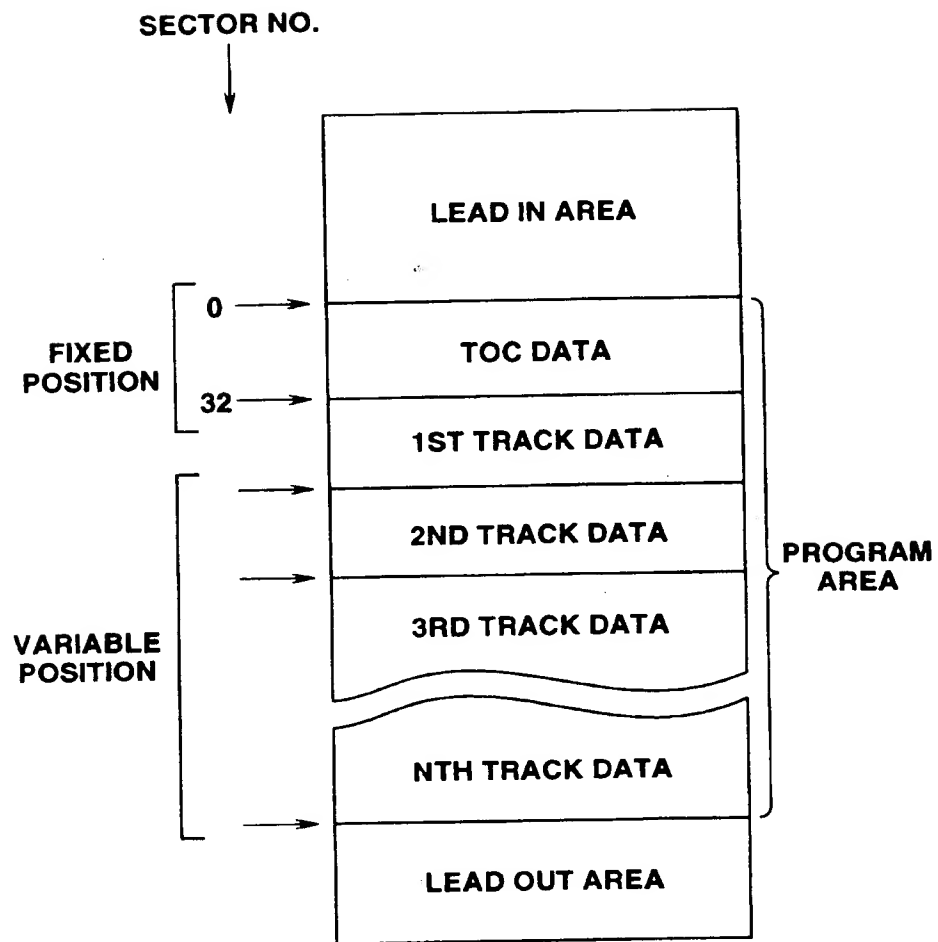 SECTOR NO.
LEAD IN AREA
0
FIXED
POSITION
TOC DATA
32
1ST TRACK DATA
2ND TRACK DATA
PROGRAM
AREA
3RD TRACK DATA
VARIABLE
POSITION
NTH TRACK DATA
LEAD OUT AREA